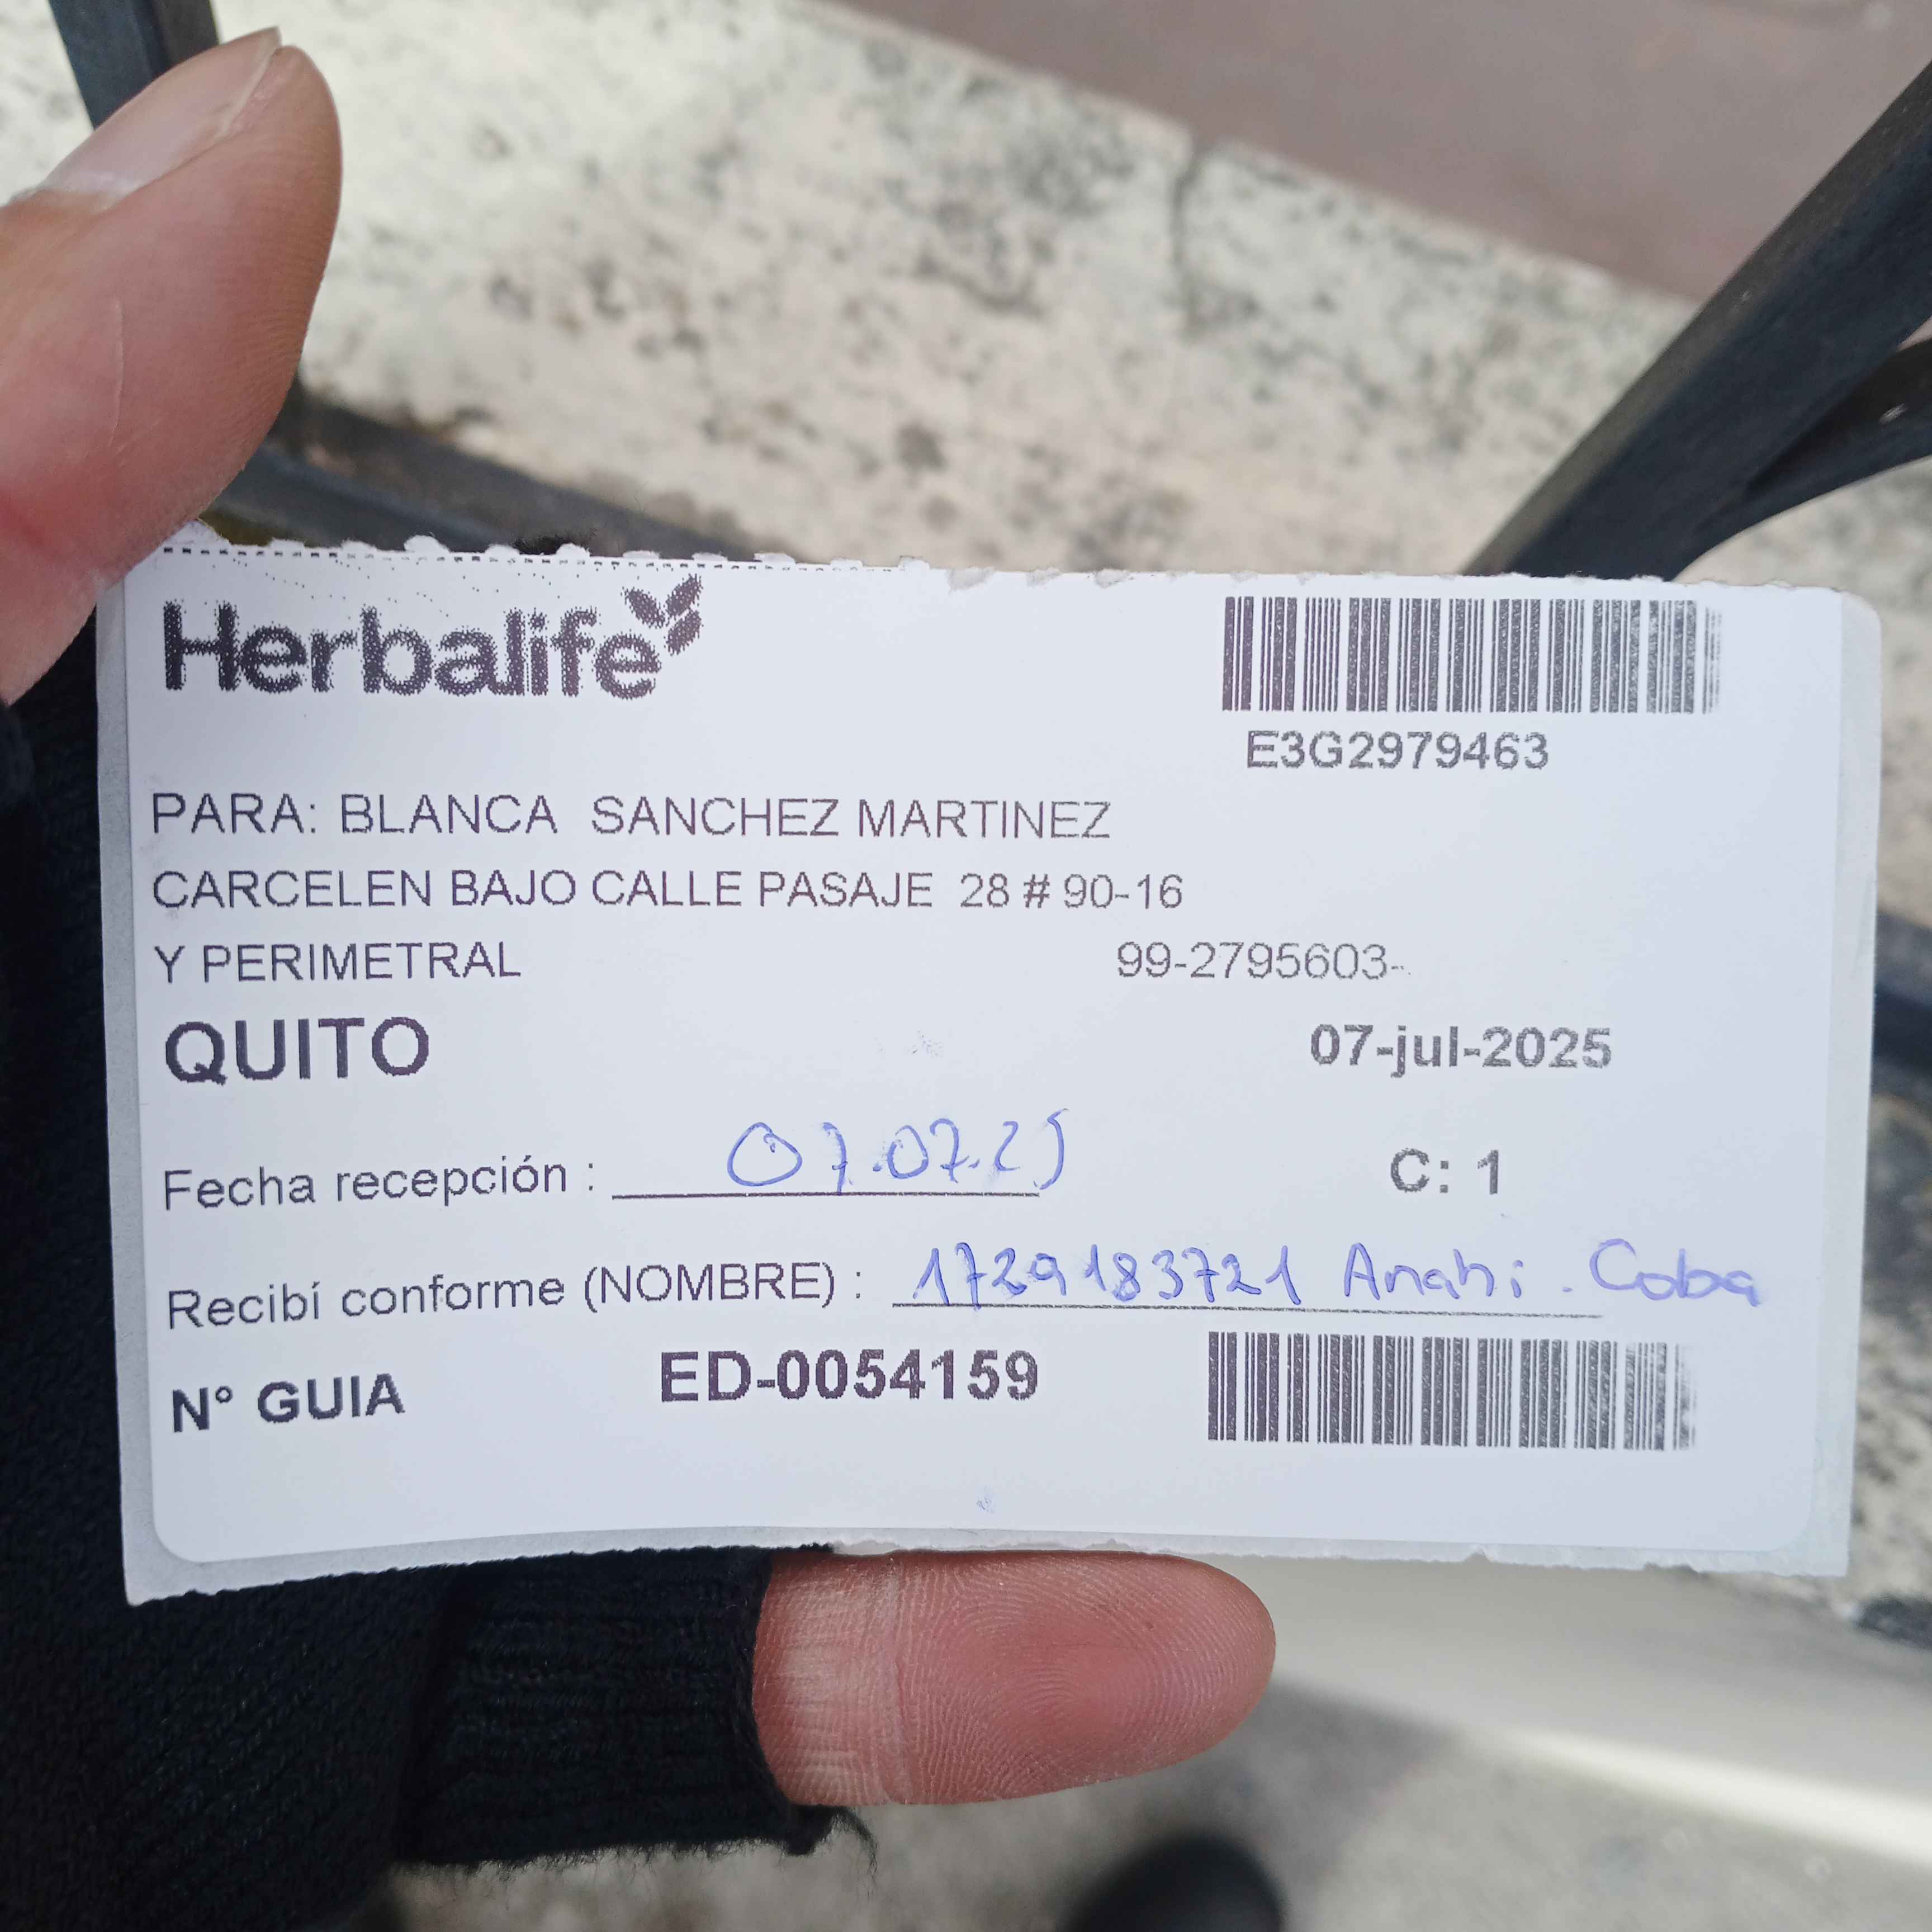 Herbalife
E3G2979463
PARA: BLANCA SANCHEZ MARTINEZ
CARCELEN BAJO CALLE PASAJE 28 # 90-16
Y PERIMETRAL 99-2795603-
QUITO 07-jul-2025
Fecha recepción : 07.07.25
C: 1
Recibí conforme (NOMBRE) : 1729183721 Anahi. Coba
N° GUIA ED-0054159